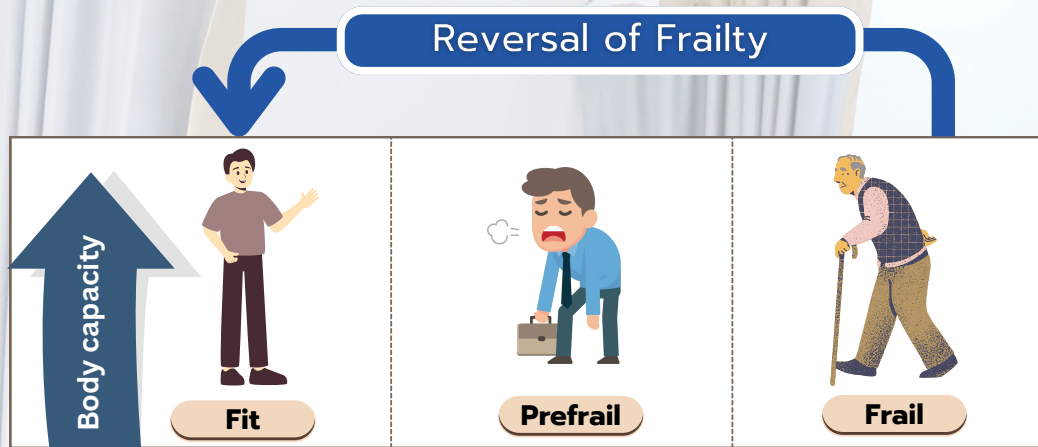 Reversal of Frailty
Body capacity
Fit
Prefrail
Frail